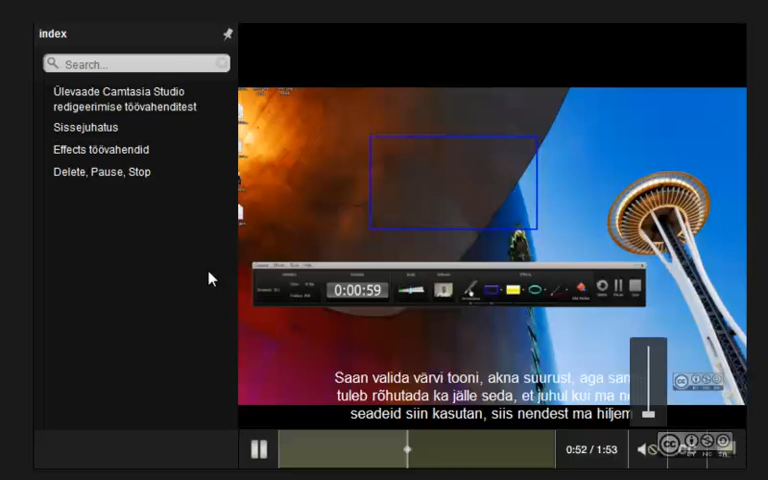 index
Search...
Ülevaade Camtasia Studio
redigeerimise töövahenditest
Sissejuhatus
Effects töövahendid
Delete, Pause, Stop
0:00:59
Saan valida värvi tooni, akna suurust, aga
tuleb rõhutada ka jälle seda, et juhul kui ma
seadeid siin kasutan, siis nendest ma hiljem
0:52 / 1:53